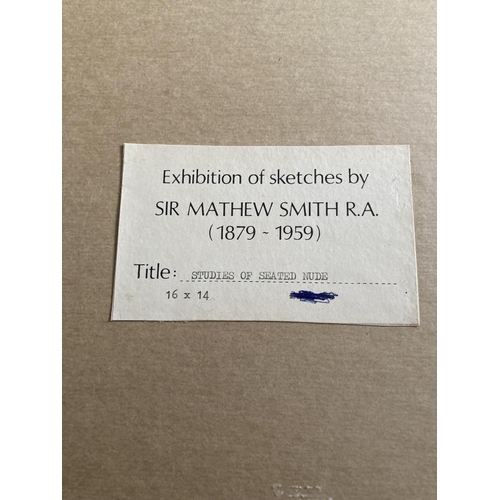 Exhibition of sketches by
SIR MATHEW SMITH R.A.
(1879 ~ 1959)
Title: STUDIES OF SEATED NUDE
16 x 14